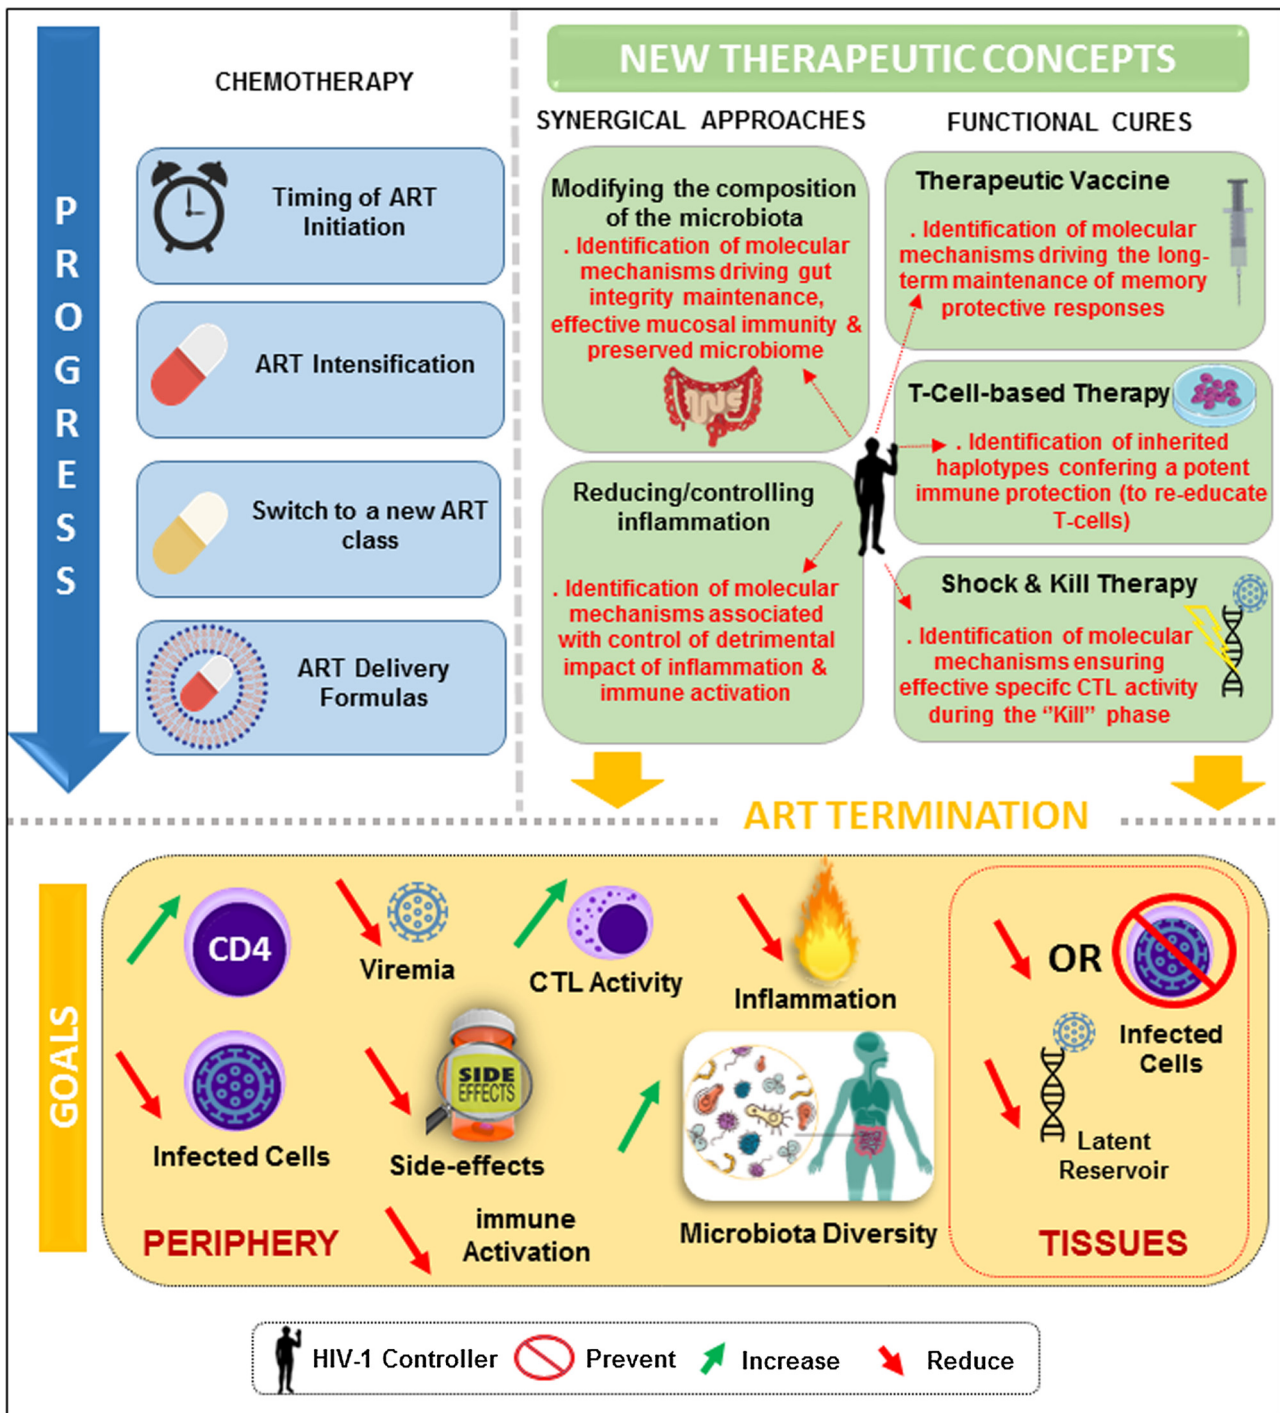 PROGRESS
CHEMOTHERAPY
Timing of ART
Initiation
ART Intensification
Switch to a new ART
class
ART Delivery
Formulas
NEW THERAPEUTIC CONCEPTS
SYNERGICAL APPROACHES
Modifying the composition
of the microbiota
. Identification of molecular
mechanisms driving gut
integrity maintenance,
effective mucosal immunity &
preserved microbiome
Reducing/controlling
inflammation
. Identification of molecular
mechanisms associated
with control of detrimental
impact of inflammation &
immune activation
FUNCTIONAL CURES
Therapeutic Vaccine
. Identification of molecular
mechanisms driving the long-
term maintenance of memory
protective responses
T-Cell-based Therapy
. Identification of inherited
haplotypes confering a potent
immune protection (to re-educate
T-cells)
Shock & Kill Therapy
. Identification of molecular
mechanisms ensuring
effective specifc CTL activity
during the ‘’Kill’’ phase
ART TERMINATION
GOALS
CD4
Viremia
CTL Activity
Inflammation
Infected Cells
SIDE
EFFECTS
Side-effects
immune
Activation
Microbiota Diversity
PERIPHERY
OR
Infected
Cells
Latent
Reservoir
TISSUES
HIV-1 Controller
Prevent
Increase
Reduce